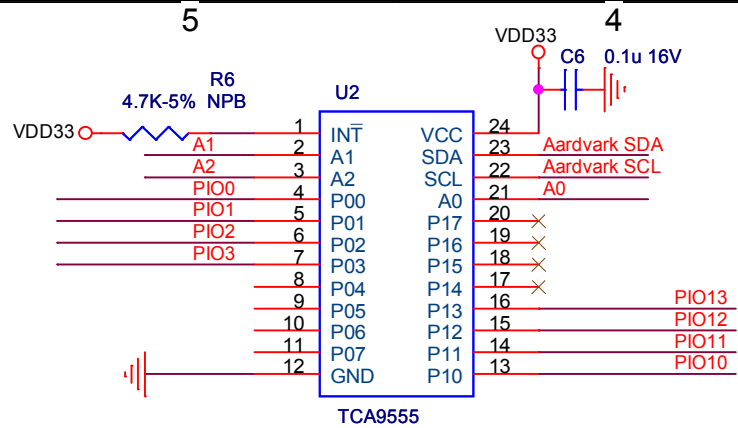 5 4
VDD33
C6 0.1u 16V
R6
4.7K-5% NPB
U2
VDD33
1 INT VCC 24
A1 2 A1 SDA 23 Aardvark SDA
A2 3 A2 SCL 22 Aardvark SCL
PIO0 4 P00 A0 21 A0
PIO1 5 P01 P17 20
PIO2 6 P02 P16 19
PIO3 7 P03 P15 18
8 P04 P14 17
9 P05 P13 16 PIO13
10 P06 P12 15 PIO12
11 P07 P11 14 PIO11
12 GND P10 13 PIO10
TCA9555